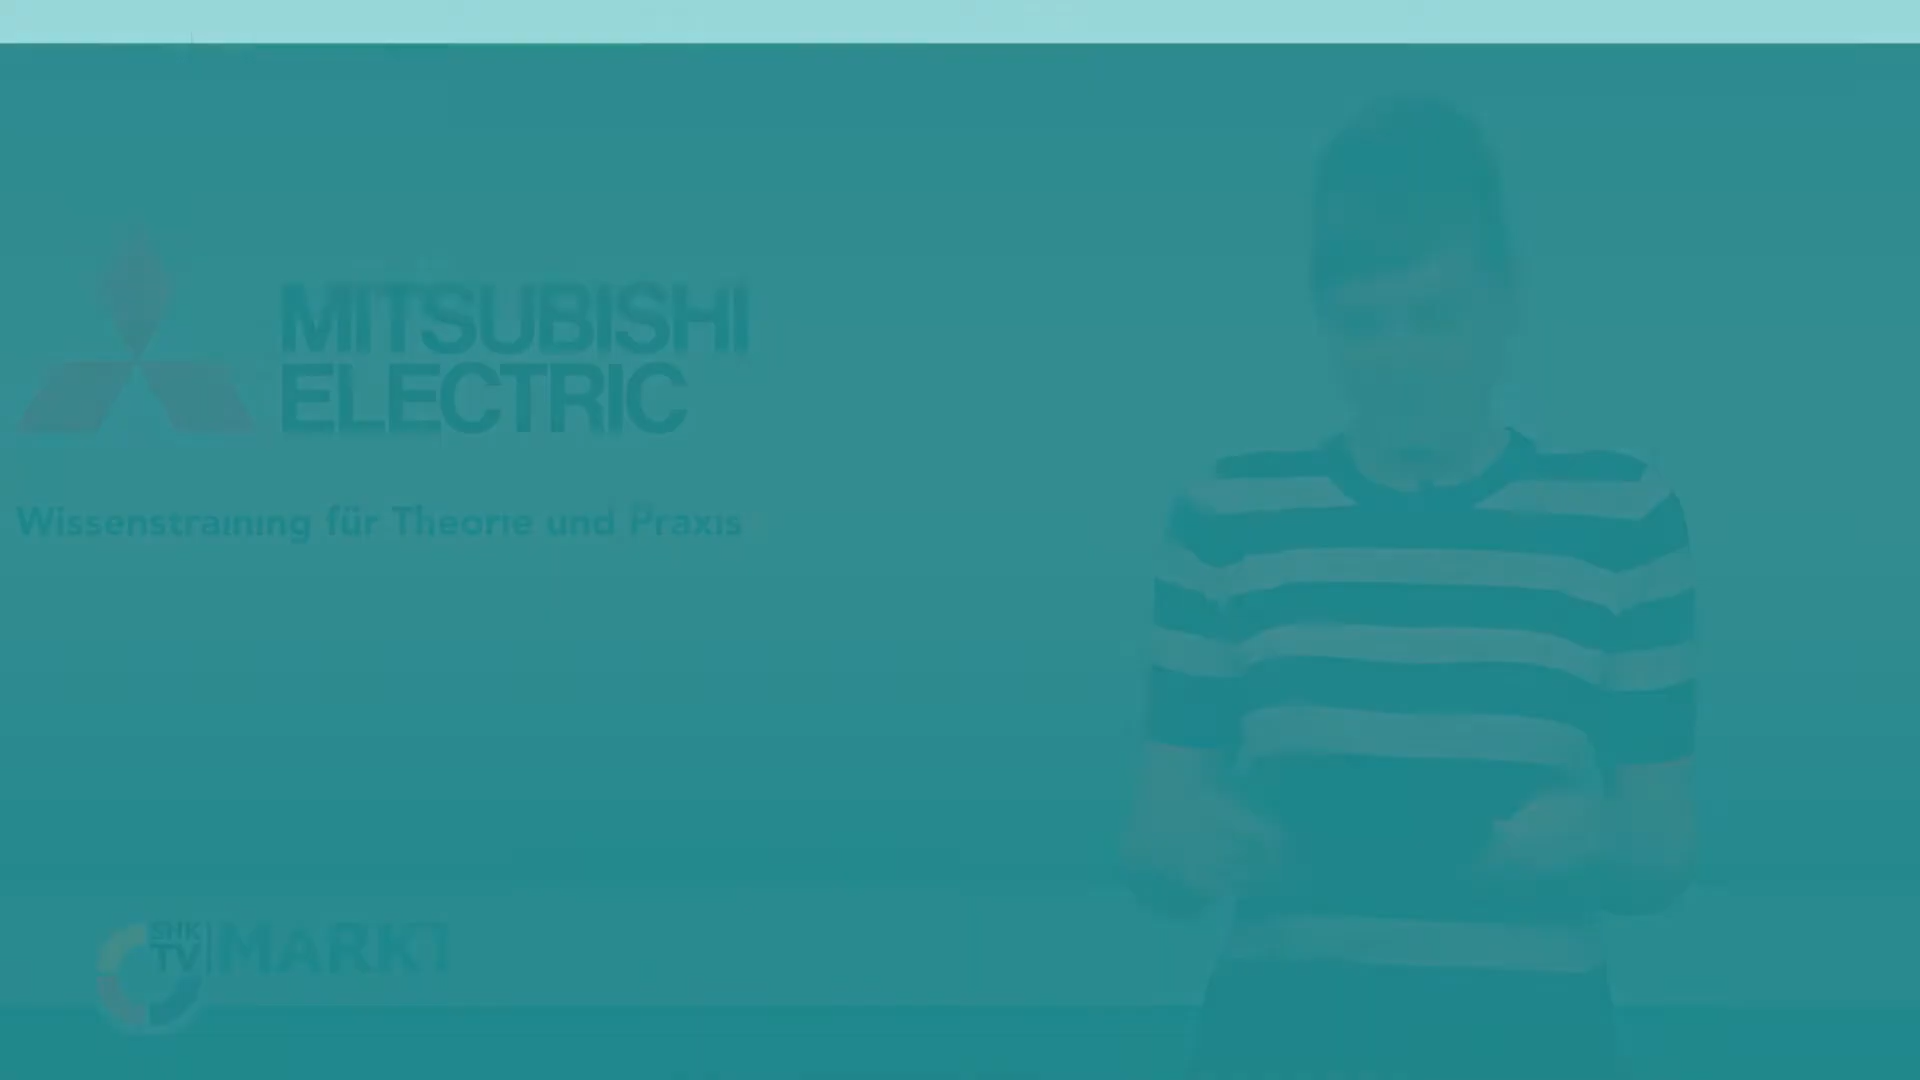 MITSUBISHI
ELECTRIC
Wissenstraining für Theorie und Praxis
SHK
TV MARKT